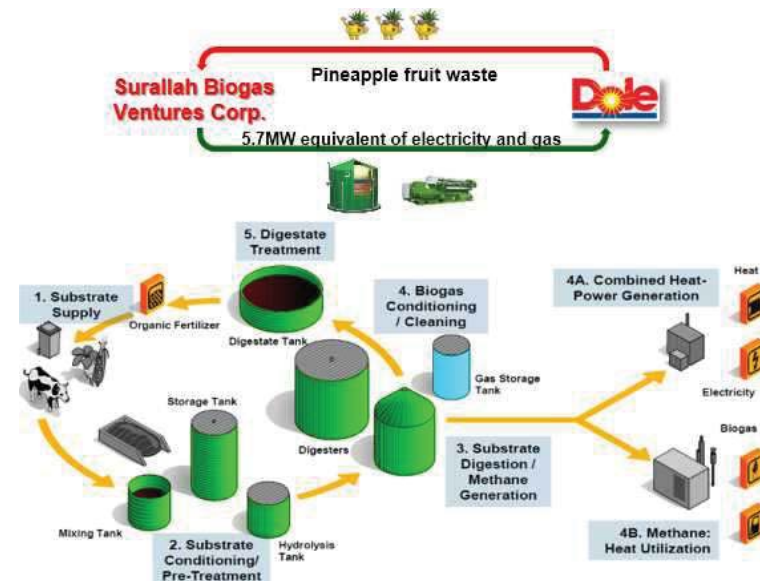 Pineapple fruit waste
Surallah Biogas
Ventures Corp.
Dole
5.7MW equivalent of electricity and gas
5. Digestate
Treatment
4A. Combined Heat-
Power Generation
Heat
1. Substrate
Supply
4. Biogas
Conditioning
/ Cleaning
Organic Fertilizer
Digestate Tank
Gas Storage
Tank
Electricity
Storage Tank
Digesters
Biogas
3. Substrate
Digestion /
Methane
Generation
Mixing Tank
2. Substrate
Conditioning/
Pre-Treatment
Hydrolysis
Tank
4B. Methane:
Heat Utilization